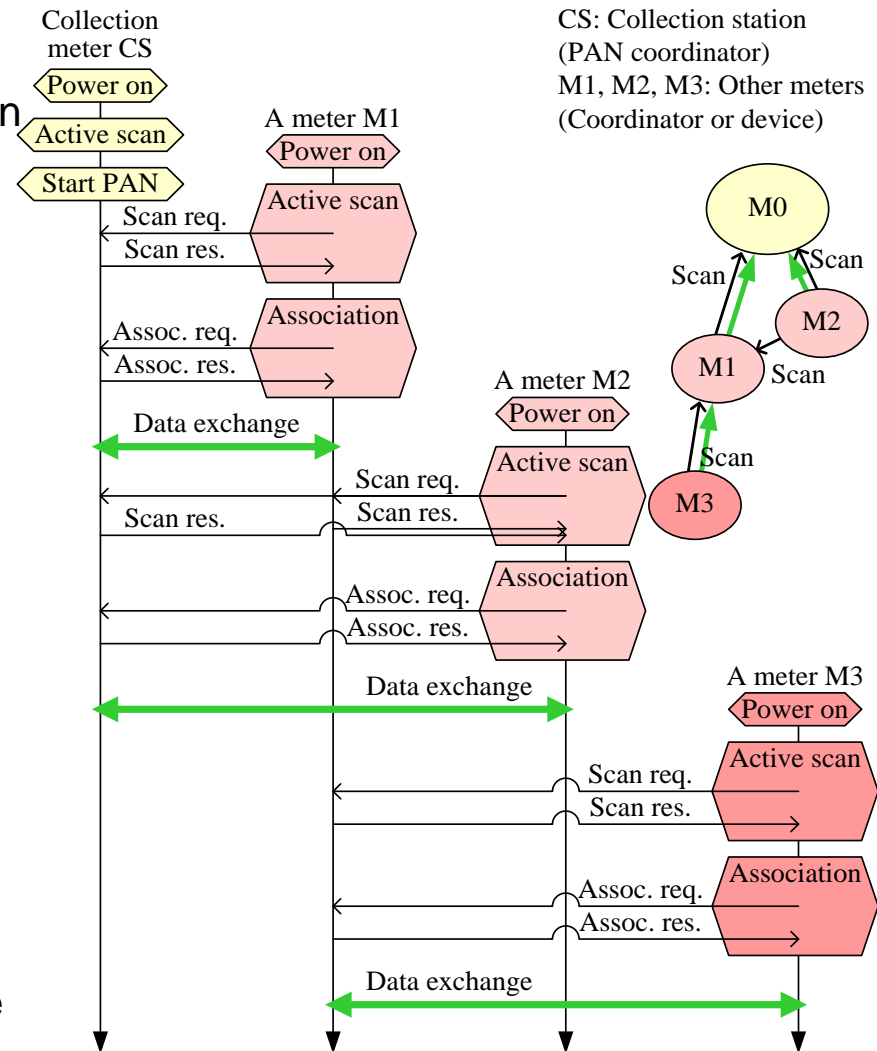 Collection
meter CS
Power on
n
Active scan
Start PAN
CS: Collection station
(PAN coordinator)
M1, M2, M3: Other meters
(Coordinator or device)
A meter M1
Power on
Active scan
Scan req.
Scan res.
Association
Assoc. req.
Assoc. res.
Data exchange
M0
Scan
Scan
M2
M1
Scan
Scan
M3
A meter M2
Power on
Active scan
Scan req.
Scan res.
Scan res.
Association
Assoc. req.
Assoc. res.
Data exchange
A meter M3
Power on
Active scan
Scan req.
Scan res.
Association
Assoc. req.
Assoc. res.
Data exchange
e